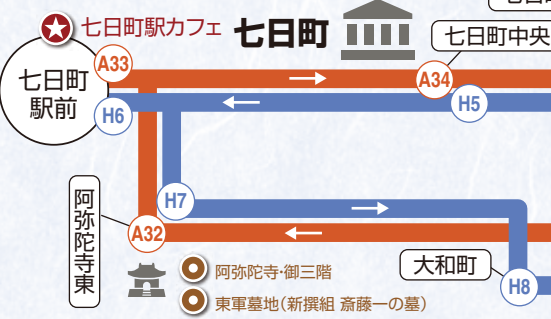 七日町駅カフェ
七日町
七日町中央
七日町
駅前
A33
A34
H6
H5
H7
A32
阿弥陀寺東
阿弥陀寺・御三階
東軍墓地(新撰組 斎藤一の墓)
大和町
H8